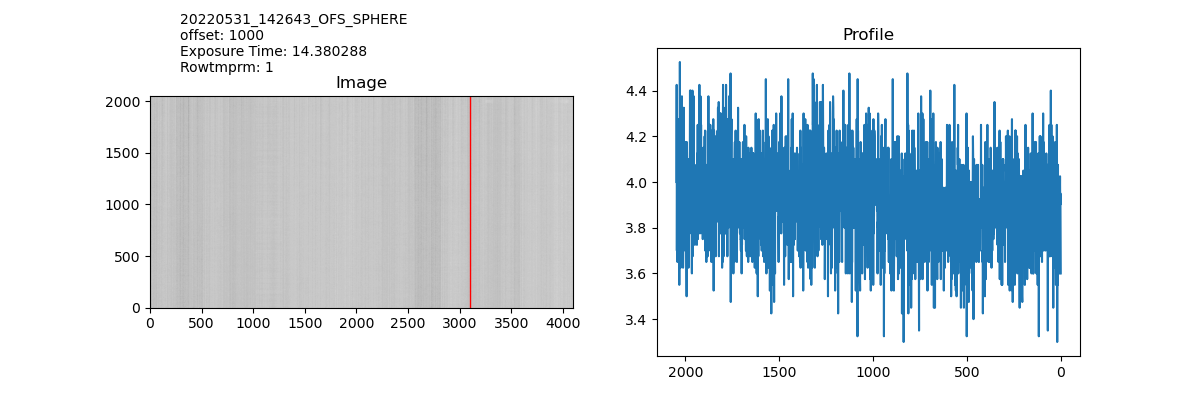 20220531_142643_OFS_SPHERE
offset: 1000
Exposure Time: 14.380288
Rowtmprm: 1
Image
2000
1500
1000
500
0
0 500 1000 1500 2000 2500 3000 3500 4000
Profile
4.4
4.2
4.0
3.8
3.6
3.4
2000 1500 1000 500 0